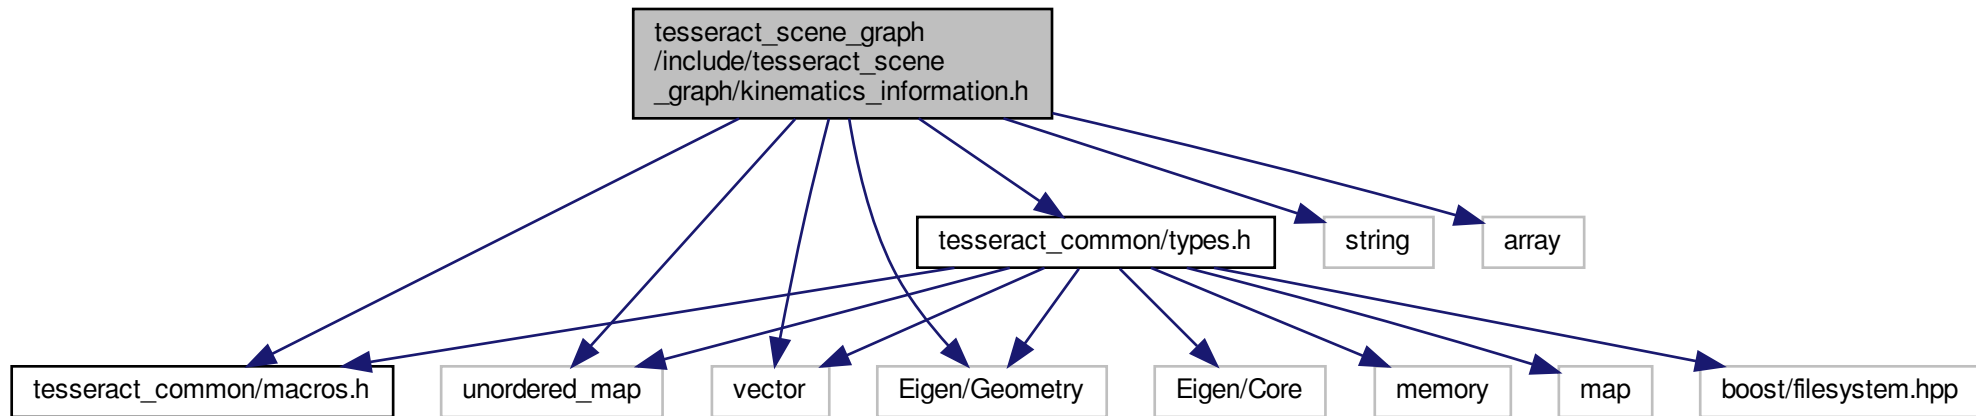 tesseract_scene_graph
/include/tesseract_scene
_graph/kinematics_information.h
tesseract_common/types.h
string
array
tesseract_common/macros.h
unordered_map
vector
Eigen/Geometry
Eigen/Core
memory
map
boost/filesystem.hpp